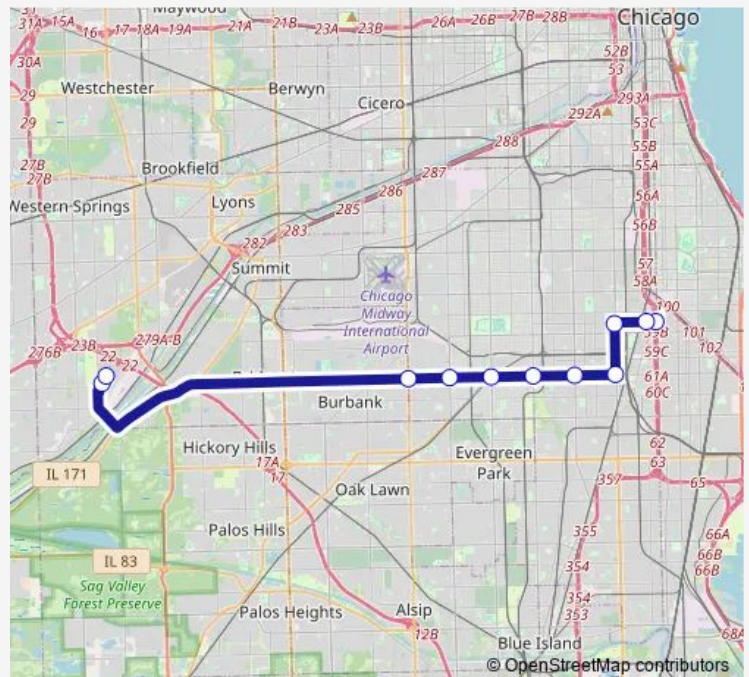 Maywood
Chicago
31
31A
15A
16
17
18A
19A
21A
21B
23A
23B
26A
26B
27B
28B
30A
52B
53
Westchester
Berwyn
Cicero
293A
292A
53C
29
29
288
55B
55A
287
27B
27B
Brookfield
286
56A
Western-Springs
Lyons
285
56B
283
282
57
58A
Summit
Chicago
Midway
International
Airport
100
59B
101
59C
102
276B
23B
279A-B
22
22
61A
60C
Burbank
Hickory Hills
17A
17
Evergreen
Park
62
63
IL 171
357
65
Oak Lawn
66A
355
Palos Hills
66B
66B
IL 83
354
354
353
Sag Valley
Forest Preserve
Palos Heights
Alsip
12B
68A
Blue Island
© OpenStreetMap contributors